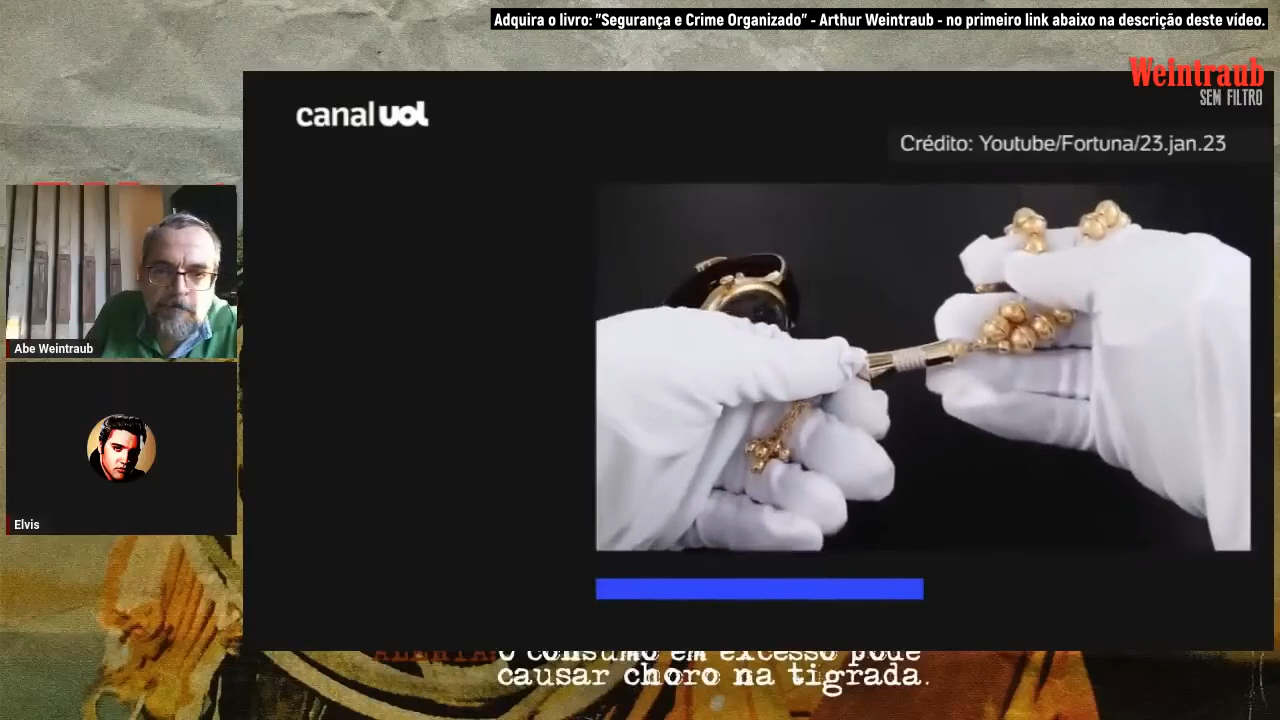 Adquira o livro: "Segurança e Crime Organizado" - Arthur Weintraub - no primeiro link abaixo na descrição deste vídeo.
Weintraub
SEM FILTRO
canal uol
Crédito: Youtube/Fortuna/23.jan.23
Abe Weintraub
Elvis
ALERTA: O consumo em excesso pode
causar choro na tigrada.